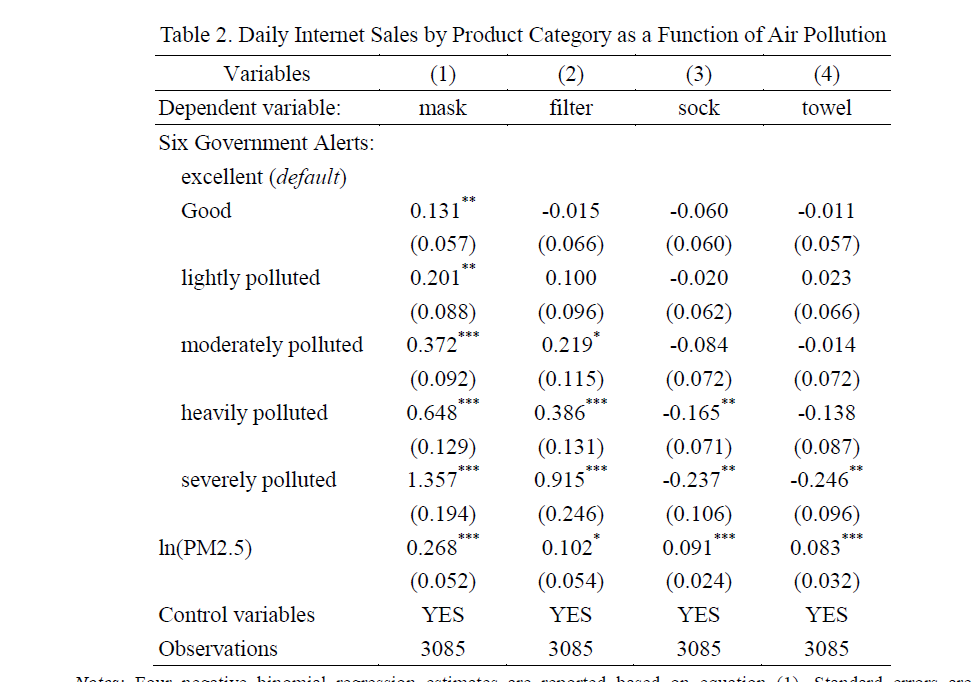 Table 2. Daily Internet Sales by Product Category as a Function of Air Pollution
Variables (1) (2) (3) (4)
Dependent variable: mask filter sock towel
Six Government Alerts:
excellent (default)
Good 0.131** -0.015 -0.060 -0.011
(0.057) (0.066) (0.060) (0.057)
lightly polluted 0.201** 0.100 -0.020 0.023
(0.088) (0.096) (0.062) (0.066)
moderately polluted 0.372*** 0.219* -0.084 -0.014
(0.092) (0.115) (0.072) (0.072)
heavily polluted 0.648*** 0.386*** -0.165** -0.138
(0.129) (0.131) (0.071) (0.087)
severely polluted 1.357*** 0.915*** -0.237** -0.246**
(0.194) (0.246) (0.106) (0.096)
ln(PM2.5) 0.268*** 0.102* 0.091*** 0.083***
(0.052) (0.054) (0.024) (0.032)
Control variables YES YES YES YES
Observations 3085 3085 3085 3085
Notes: Four negative binomial regression estimates are reported based on equation (1). Standard errors are